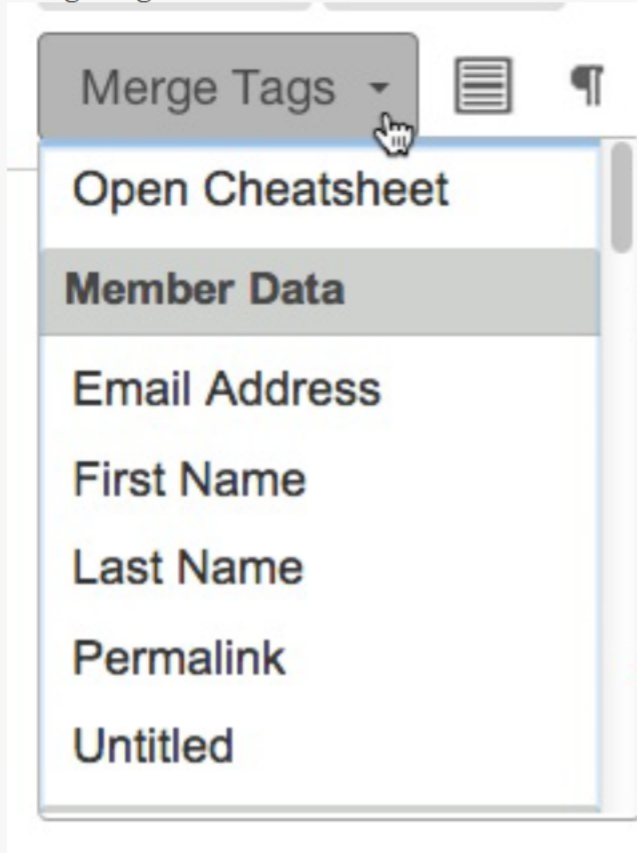 Merge Tags
¶
Open Cheatsheet
Member Data
Email Address
First Name
Last Name
Permalink
Untitled